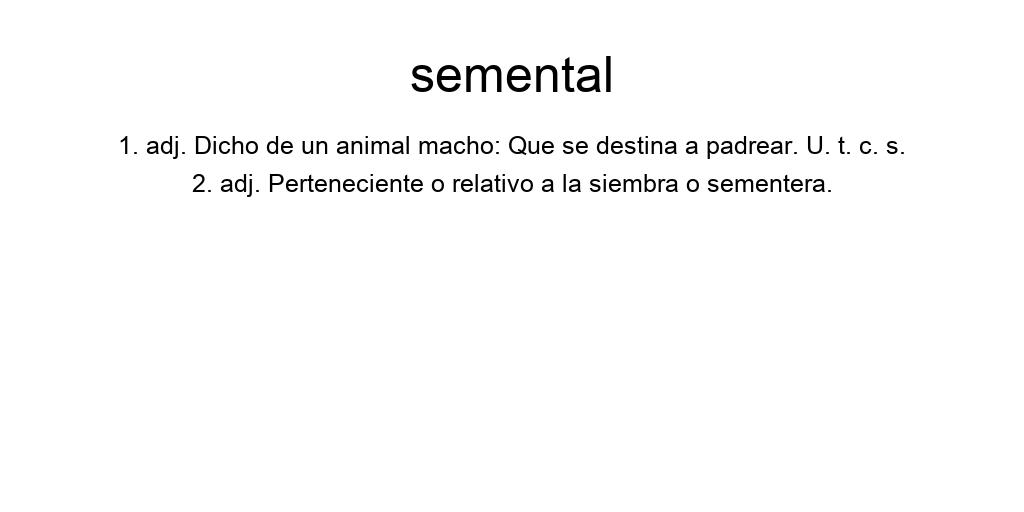 semental
1. adj. Dicho de un animal macho: Que se destina a padrear. U. t. c. s.
2. adj. Perteneciente o relativo a la siembra o sementera.